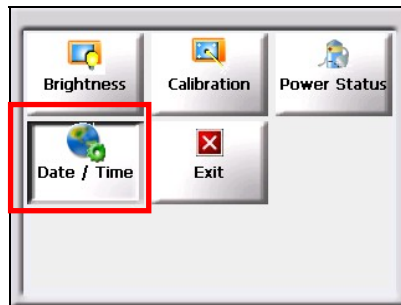 Brightness
Calibration
Power Status
Date / Time
Exit